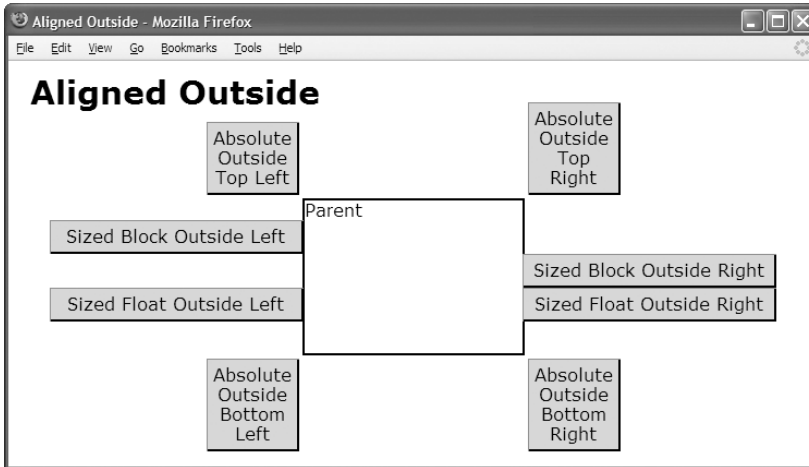 Aligned Outside - Mozilla Firefox
File Edit View Go Bookmarks Tools Help
Aligned Outside
Absolute
Outside
Top Left
Absolute
Outside
Top
Right
Parent
Sized Block Outside Left
Sized Block Outside Right
Sized Float Outside Left
Sized Float Outside Right
Absolute
Outside
Bottom
Left
Absolute
Outside
Bottom
Right